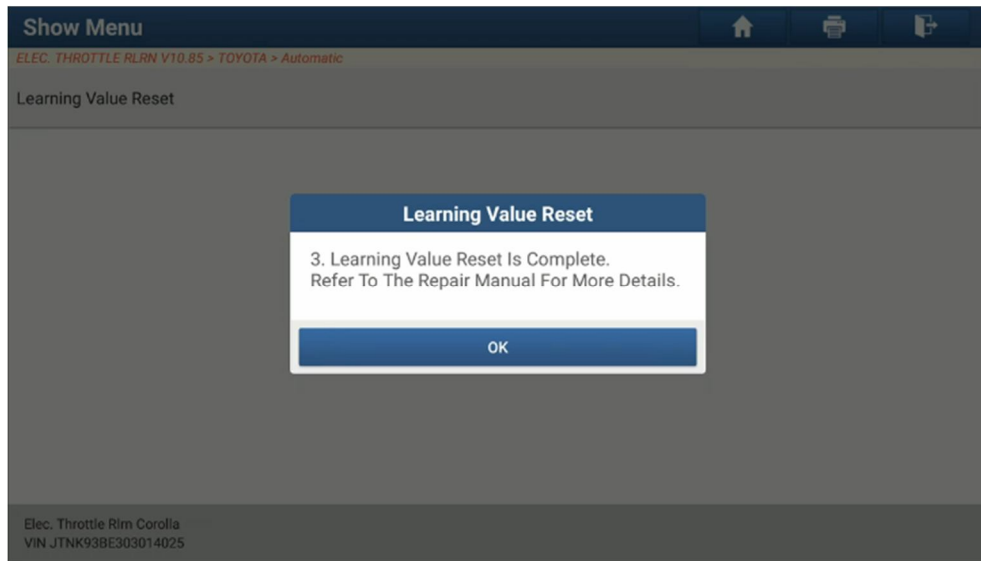 Show Menu
ELEC. THROTTLE RLRN V10.85 > TOYOTA > Automatic
Learning Value Reset
Learning Value Reset
3. Learning Value Reset Is Complete.
Refer To The Repair Manual For More Details.
OK
Elec. Throttle Rlrn Corolla
VIN JTNK93BE303014025